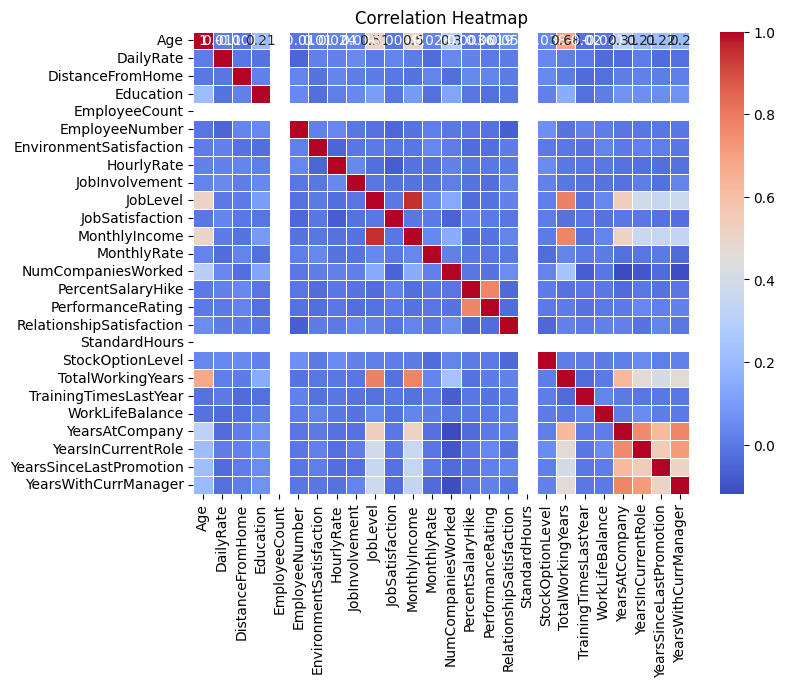 Correlation Heatmap
Age
DailyRate
DistanceFromHome
Education
EmployeeCount
EmployeeNumber
EnvironmentSatisfaction
HourlyRate
JobInvolvement
JobLevel
JobSatisfaction
MonthlyIncome
MonthlyRate
NumCompaniesWorked
PercentSalaryHike
PerformanceRating
RelationshipSatisfaction
StandardHours
StockOptionLevel
TotalWorkingYears
TrainingTimesLastYear
WorkLifeBalance
YearsAtCompany
YearsInCurrentRole
YearsSinceLastPromotion
YearsWithCurrManager
0.21
Age
DailyRate
DistanceFromHome
Education
EmployeeCount
EmployeeNumber
EnvironmentSatisfaction
HourlyRate
JobInvolvement
JobLevel
JobSatisfaction
MonthlyIncome
MonthlyRate
NumCompaniesWorked
PercentSalaryHike
PerformanceRating
RelationshipSatisfaction
StandardHours
StockOptionLevel
TotalWorkingYears
TrainingTimesLastYear
WorkLifeBalance
YearsAtCompany
YearsInCurrentRole
YearsSinceLastPromotion
YearsWithCurrManager
1.0
0.8
0.6
0.4
0.2
0.0